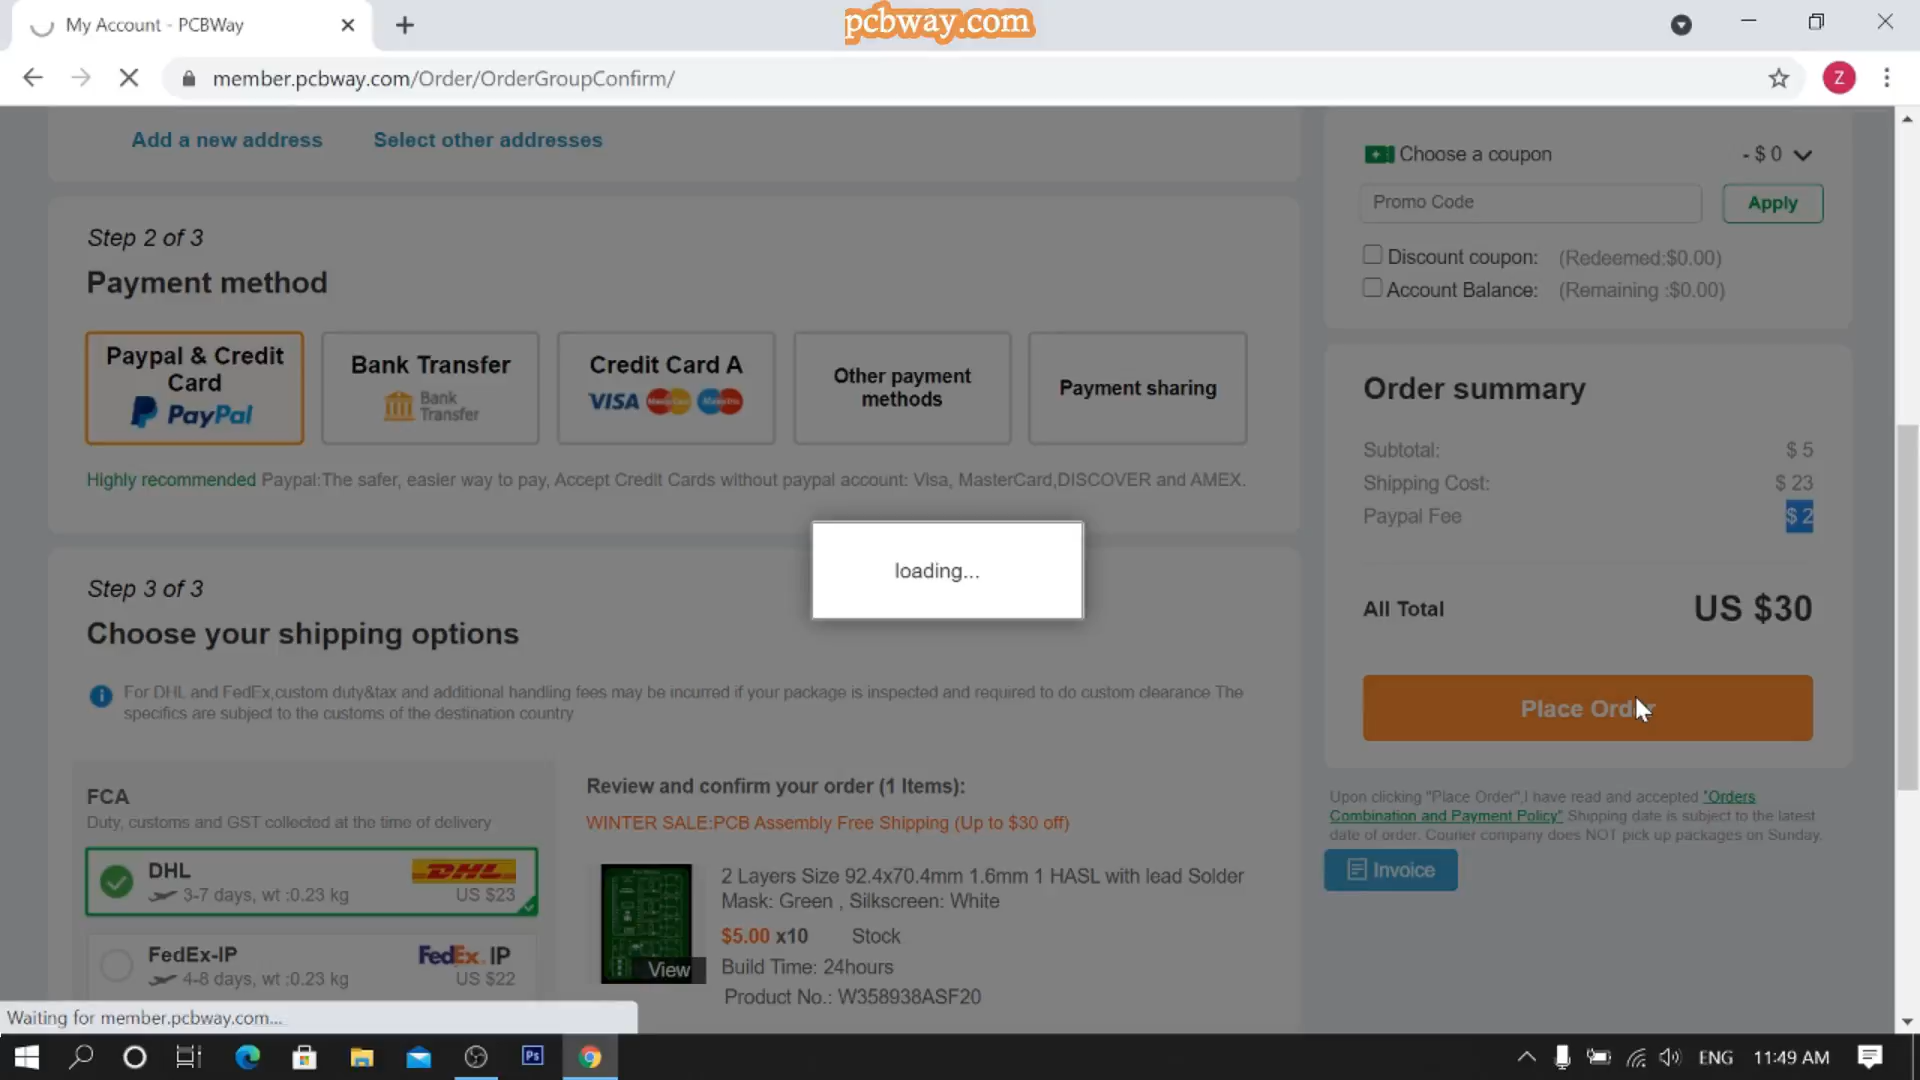 My Account - PCBWay
pcbway.com
member.pcbway.com/Order/OrderGroupConfirm/
Z
Add a new address Select other addresses
Step 2 of 3
Payment method
Paypal & Credit Card
PayPal
Bank Transfer
Bank Transfer
Credit Card A
VISA MasterCard Maestro
Other payment methods
Payment sharing
Highly recommended Paypal:The safer, easier way to pay, Accept Credit Cards without paypal account: Visa, MasterCard,DISCOVER and AMEX.
Step 3 of 3
Choose your shipping options
For DHL and FedEx,custom duty&tax and additional handling fees may be incurred if your package is inspected and required to do custom clearance The
specifics are subject to the customs of the destination country
FCA
Duty, customs and GST collected at the time of delivery
DHL
DHL
3-7 days, wt :0.23 kg US $23
FedEx-IP
FedEx. IP
4-8 days, wt :0.23 kg US $22
Review and confirm your order (1 Items):
WINTER SALE:PCB Assembly Free Shipping (Up to $30 off)
View
2 Layers Size 92.4x70.4mm 1.6mm 1 HASL with lead Solder
Mask: Green , Silkscreen: White
$5.00 x10 Stock
Build Time: 24hours
Product No.: W358938ASF20
loading...
Choose a coupon - $ 0
Promo Code
Apply
Discount coupon: (Redeemed:$0.00)
Account Balance: (Remaining :$0.00)
Order summary
Subtotal: $ 5
Shipping Cost: $ 23
Paypal Fee $ 2
All Total US $30
Place Order
Upon clicking "Place Order",I have read and accepted "Orders
Combination and Payment Policy" Shipping date is subject to the latest
date of order. Courier company does NOT pick up packages on Sunday.
Invoice
Waiting for member.pcbway.com...
Ps
ENG
11:49 AM